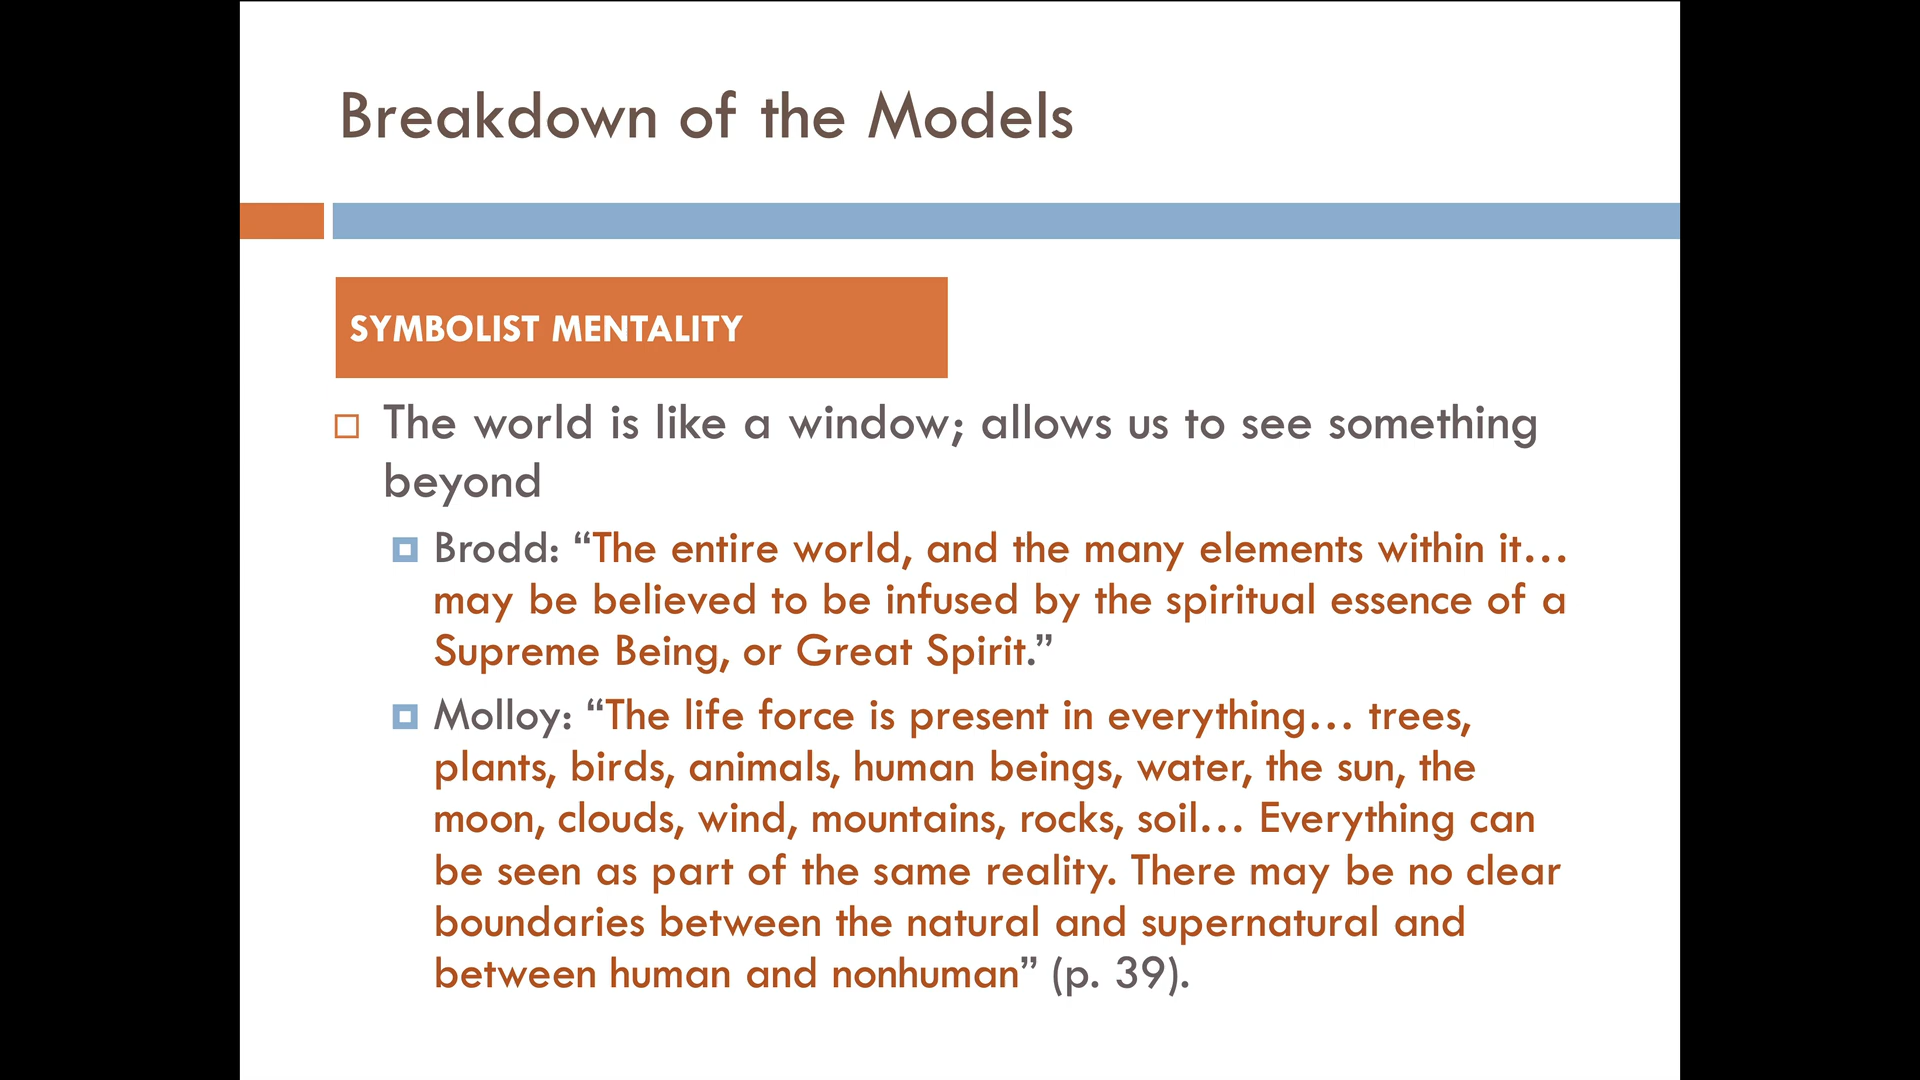 Breakdown of the Models
SYMBOLIST MENTALITY
The world is like a window; allows us to see something
beyond
Brodd: “The entire world, and the many elements within it…
may be believed to be infused by the spiritual essence of a
Supreme Being, or Great Spirit.”
Molloy: “The life force is present in everything… trees,
plants, birds, animals, human beings, water, the sun, the
moon, clouds, wind, mountains, rocks, soil… Everything can
be seen as part of the same reality. There may be no clear
boundaries between the natural and supernatural and
between human and nonhuman” (p. 39).